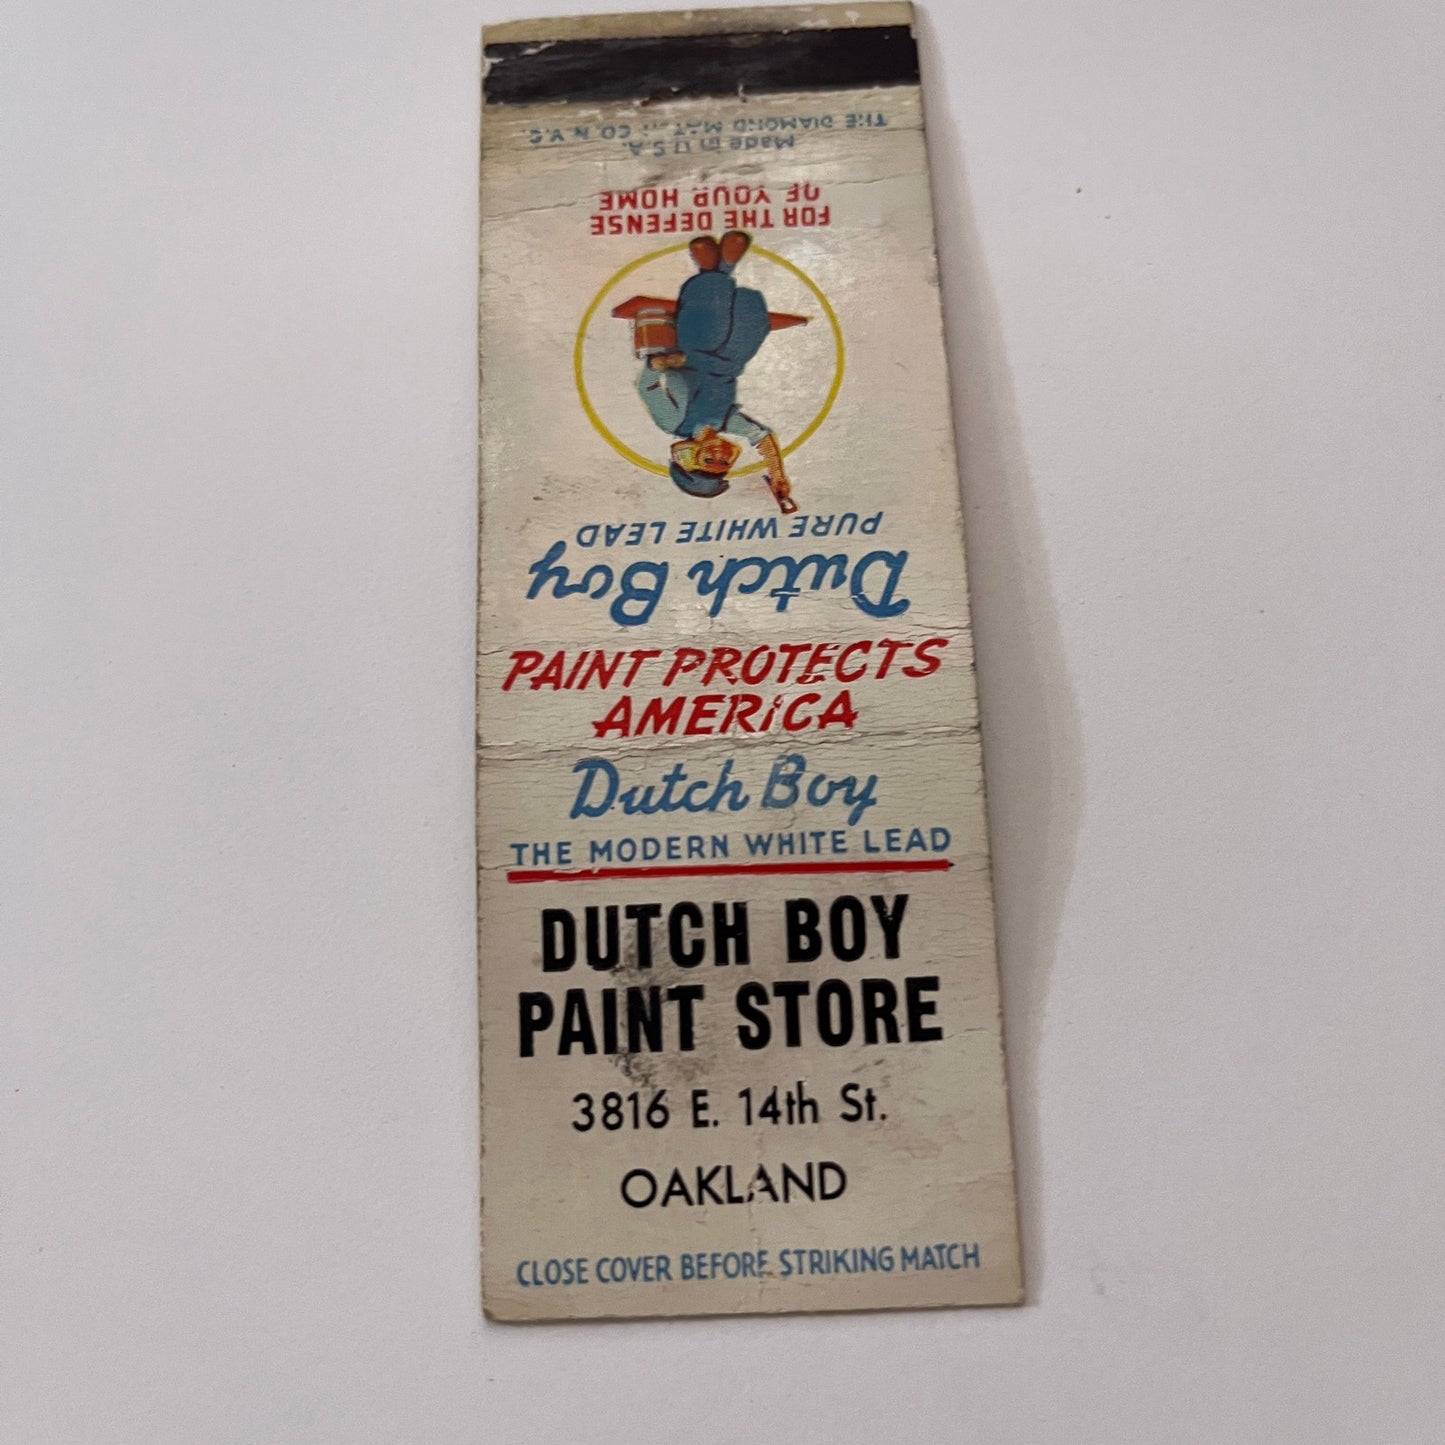 THE DIAMOND MATCH CO. N.Y.C.
Made in U.S.A.
OF YOUR HOME
FOR THE DEFENSE
PURE WHITE LEAD
Dutch Boy
PAINT PROTECTS
AMERICA
Dutch Boy
THE MODERN WHITE LEAD
DUTCH BOY
PAINT STORE
3816 E. 14th St.
OAKLAND
CLOSE COVER BEFORE STRIKING MATCH